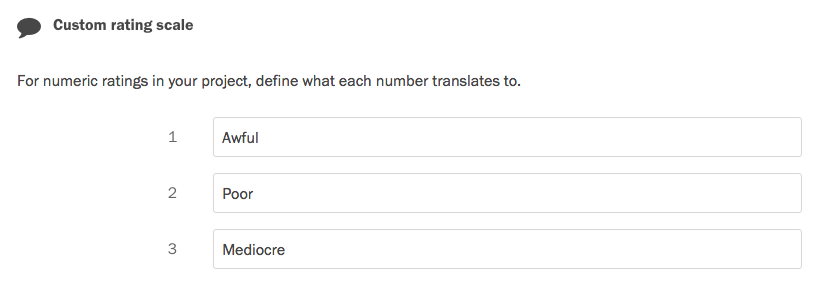 Custom rating scale
For numeric ratings in your project, define what each number translates to.
1 Awful
2 Poor
3 Mediocre